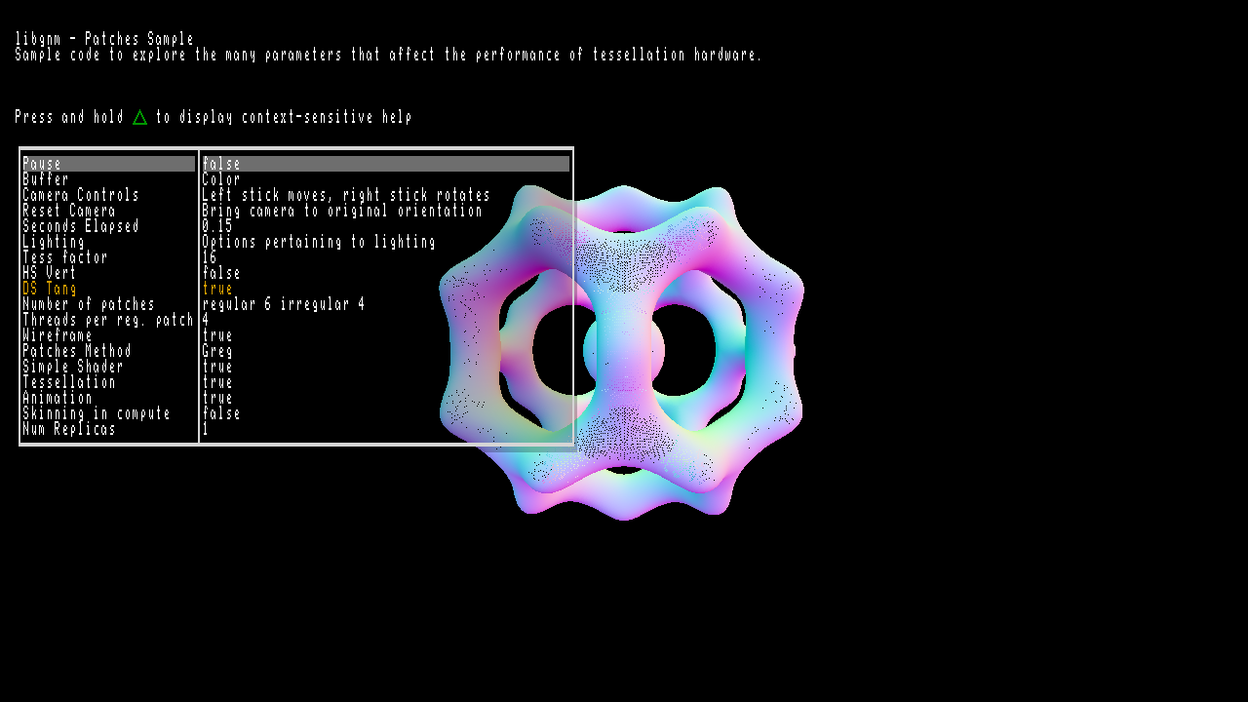 libgnm - Patches Sample
Sample code to explore the many parameters that affect the performance of tessellation hardware.
Press and hold △ to display context-sensitive help
Pause false
Buffer Color
Camera Controls Left stick moves, right stick rotates
Reset Camera Bring camera to original orientation
Seconds Elapsed 0.15
Lighting Options pertaining to lighting
Tess factor 16
HS Vert false
DS Tang true
Number of patches regular 6 irregular 4
Threads per reg. patch 4
Wireframe true
Patches Method Greg
Simple Shader true
Tessellation true
Animation true
Skinning in compute false
Num Replicas 1